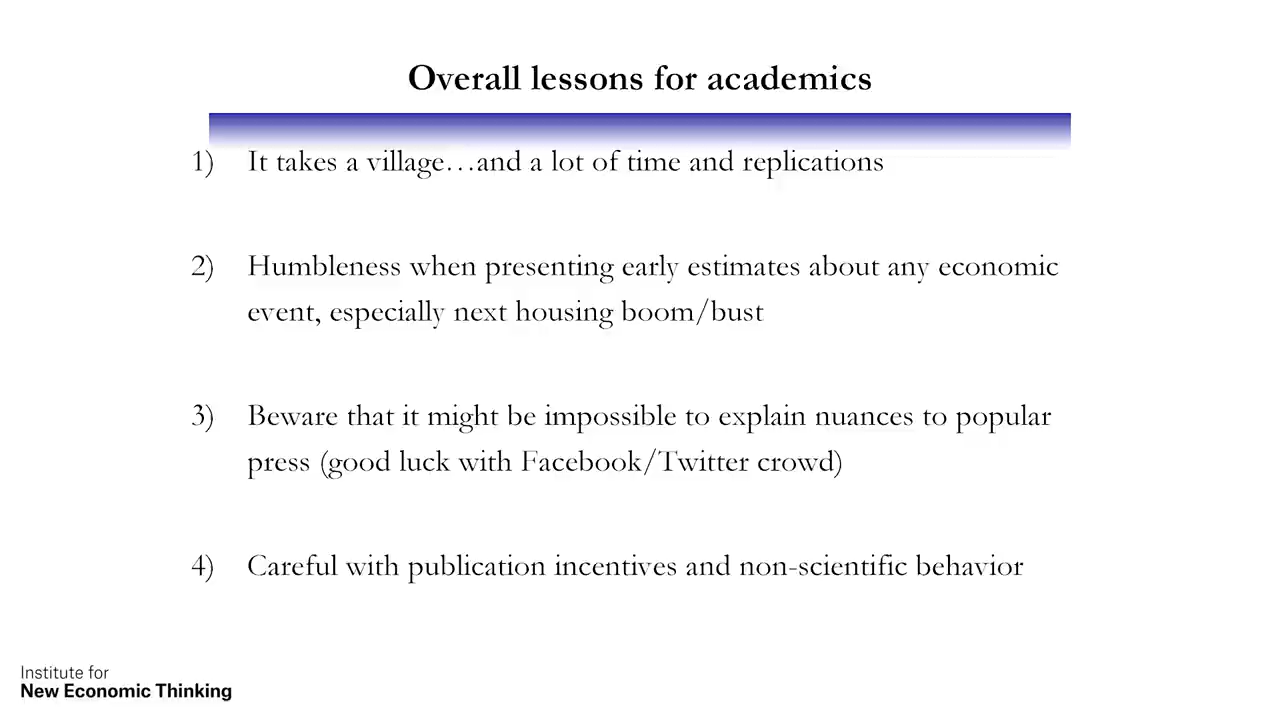 Overall lessons for academics
1) It takes a village…and a lot of time and replications
2) Humbleness when presenting early estimates about any economic
event, especially next housing boom/bust
3) Beware that it might be impossible to explain nuances to popular
press (good luck with Facebook/Twitter crowd)
4) Careful with publication incentives and non-scientific behavior
Institute for
New Economic Thinking